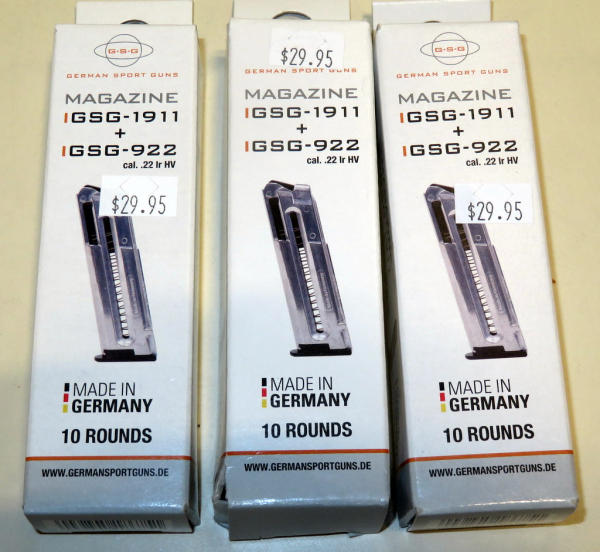 G·S·G
GERMAN SPORT GUNS
MAGAZINE
GSG-1911
+
GSG-922
cal. .22 lr HV
$29.95
MADE IN
GERMANY
10 ROUNDS
WWW.GERMANSPORTGUNS.DE
$29.95
GERMAN SPORT GUNS
MAGAZINE
GSG-1911
+
GSG-922
cal. .22 lr HV
MADE IN
GERMANY
10 ROUNDS
WWW.GERMANSPORTGUNS.DE
G·S·G
GERMAN SPORT GUNS
MAGAZINE
GSG-1911
+
GSG-922
cal. .22 lr HV
$29.95
MADE IN
GERMANY
10 ROUNDS
WWW.GERMANSPORTGUNS.DE